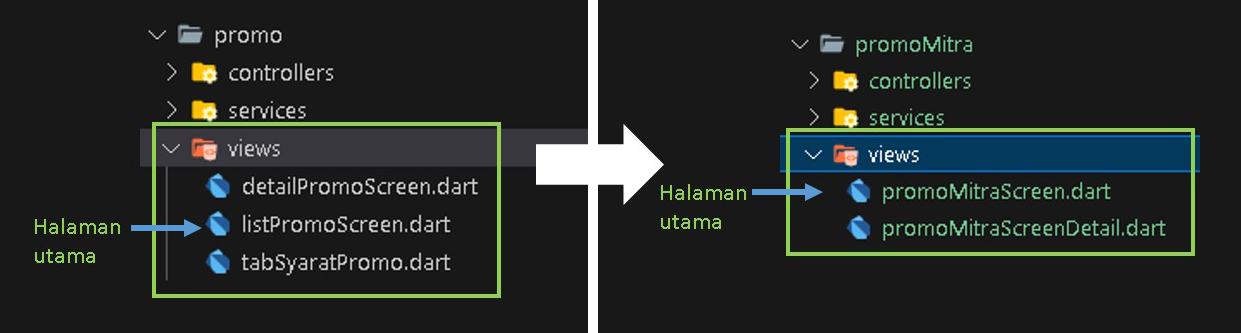 promo
controllers
services
views
detailPromoScreen.dart
listPromoScreen.dart
tabSyaratPromo.dart
Halaman
utama
promoMitra
controllers
services
views
promoMitraScreen.dart
promoMitraScreenDetail.dart
Halaman
utama